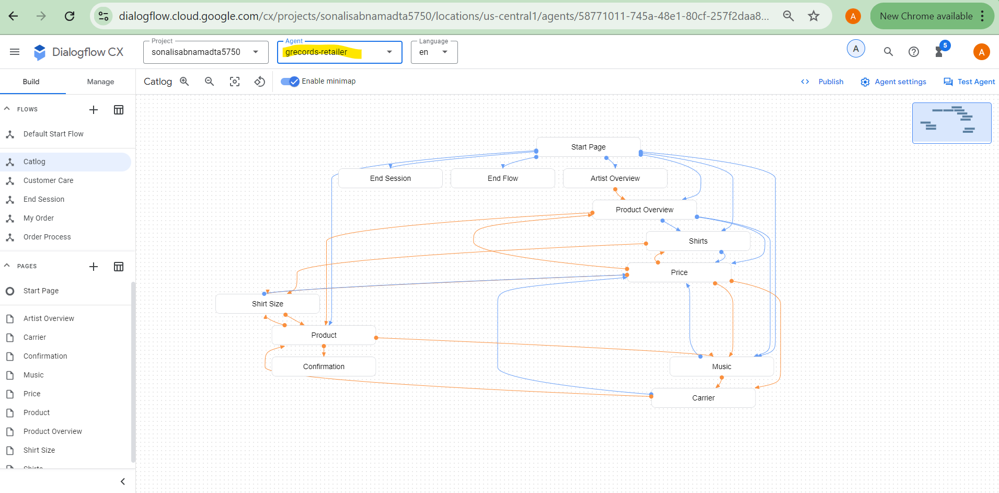 dialogflow.cloud.google.com/cx/projects/sonalisabnamadta5750/locations/us-central1/agents/58771011-745a-48e1-80cf-257f2daa8...
A
New Chrome available
Dialogflow CX
Project
sonalisabnamadta5750
Agent
grecords-retailer
Language
en
A
5
A
Build
Manage
Catlog
Enable minimap
Publish
Agent settings
Test Agent
FLOWS
Default Start Flow
Catlog
Customer Care
End Session
My Order
Order Process
PAGES
Start Page
Artist Overview
Carrier
Confirmation
Music
Price
Product
Product Overview
Shirt Size
Shirts
Start Page
End Session
End Flow
Artist Overview
Product Overview
Shirts
Price
Shirt Size
Product
Confirmation
Music
Carrier